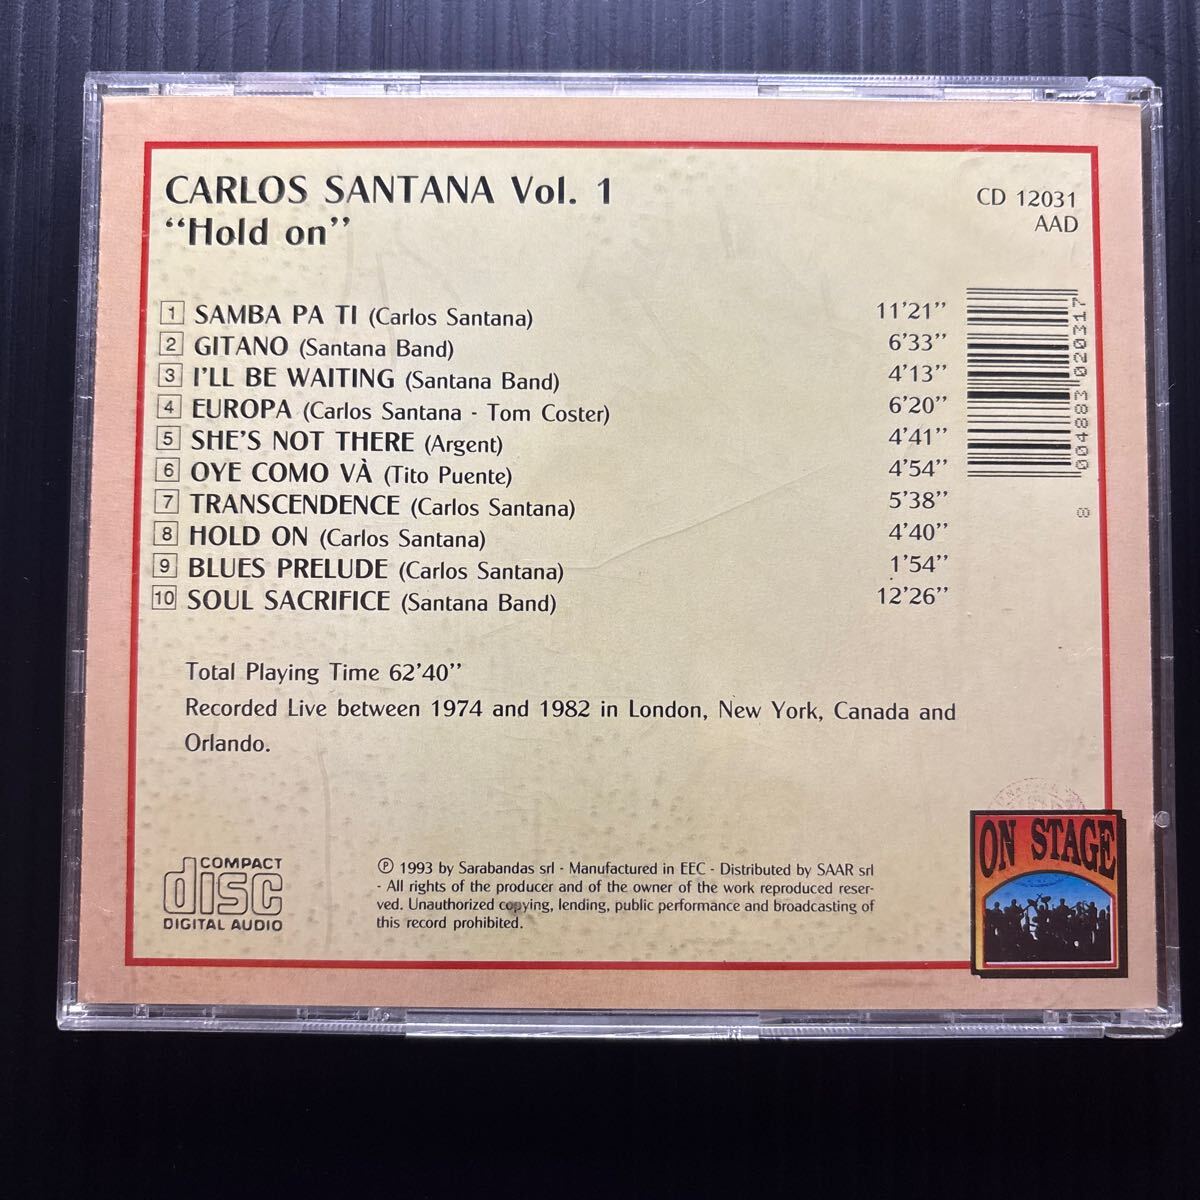 CARLOS SANTANA Vol. 1
“Hold on”
CD 12031
AAD
1 SAMBA PA TI (Carlos Santana) 11’21’’
2 GITANO (Santana Band) 6’33’’
3 I’LL BE WAITING (Santana Band) 4’13’’
4 EUROPA (Carlos Santana - Tom Coster) 6’20’’
5 SHE’S NOT THERE (Argent) 4’41’’
6 OYE COMO VÀ (Tito Puente) 4’54’’
7 TRANSCENDENCE (Carlos Santana) 5’38’’
8 HOLD ON (Carlos Santana) 4’40’’
9 BLUES PRELUDE (Carlos Santana) 1’54’’
10 SOUL SACRIFICE (Santana Band) 12’26’’
8 004883 020317
Total Playing Time 62’40’’
Recorded Live between 1974 and 1982 in London, New York, Canada and
Orlando.
COMPACT
disc
DIGITAL AUDIO
℗ 1993 by Sarabandas srl - Manufactured in EEC - Distributed by SAAR srl
- All rights of the producer and of the owner of the work reproduced reser-
ved. Unauthorized copying, lending, public performance and broadcasting of
this record prohibited.
ON STAGE